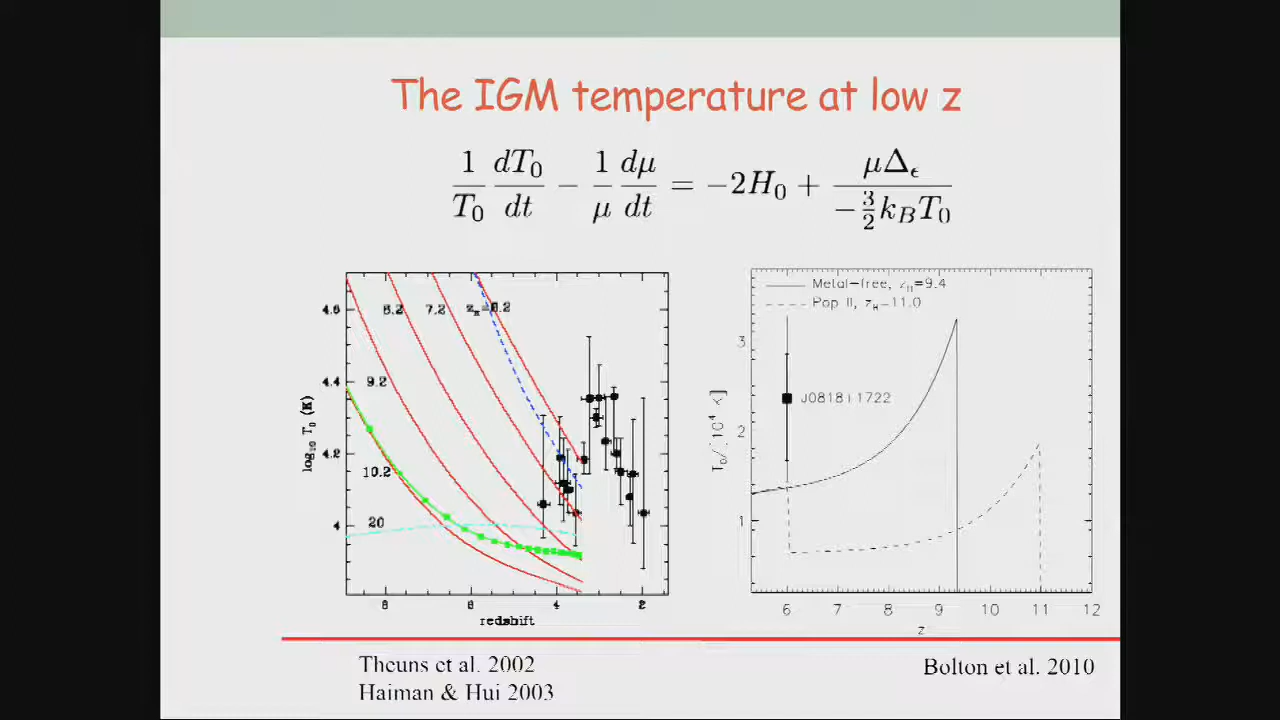 The IGM temperature at low z
1/T₀ dT₀/dt − 1/μ dμ/dt = −2H₀ + μΔ_ϵ / −3/2 k_B T₀
4.6
4.4
4.2
4
8.2
7.2
9.2
10.2
20
log₁₀ T₀ (K)
8
6
4
2
redshift
Metal-free, z_H=9.4
Pop II, z_H=11.0
J0818+1722
3
2
1
T₀/[10⁴ K]
6 7 8 9 10 11 12
z
Theuns et al. 2002
Haiman & Hui 2003
Bolton et al. 2010